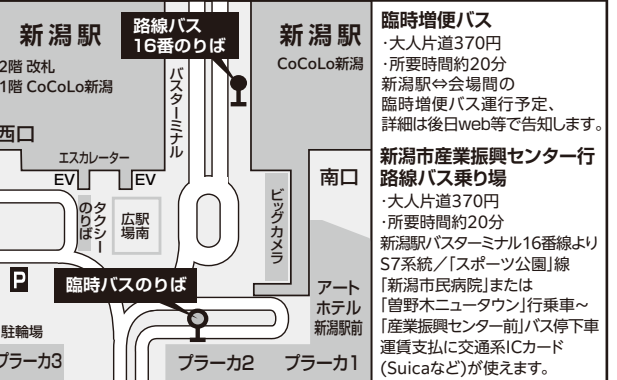 新潟駅
2階 改札
1階 CoCoLo新潟
西口
エスカレーター
EV
EV
タクシー
のりば
駅南
広場
P
駐輪場
プラーカ3
路線バス
16番のりば
バスターミナル
新潟駅
CoCoLo新潟
南口
ビックカメラ
臨時バスのりば
アート
ホテル
新潟駅前
プラーカ2
プラーカ1
臨時増便バス
・大人片道370円
・所要時間約20分
新潟駅⇔会場間の
臨時増便バス運行予定、
詳細は後日web等で告知します。
新潟市産業振興センター行
路線バス乗り場
・大人片道370円
・所要時間約20分
新潟駅バスターミナル16番線より
S7系統／「スポーツ公園」線
「新潟市民病院」または
「曽野木ニュータウン」行乗車～
「産業振興センター前」バス停下車
運賃支払に交通系ICカード
(Suicaなど)が使えます。